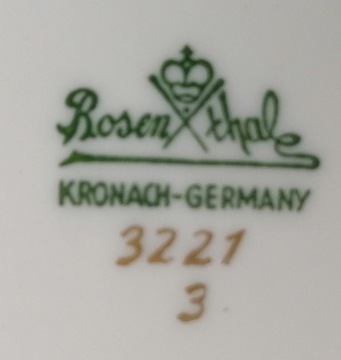 Rosenthal
KRONACH-GERMANY
3221
3